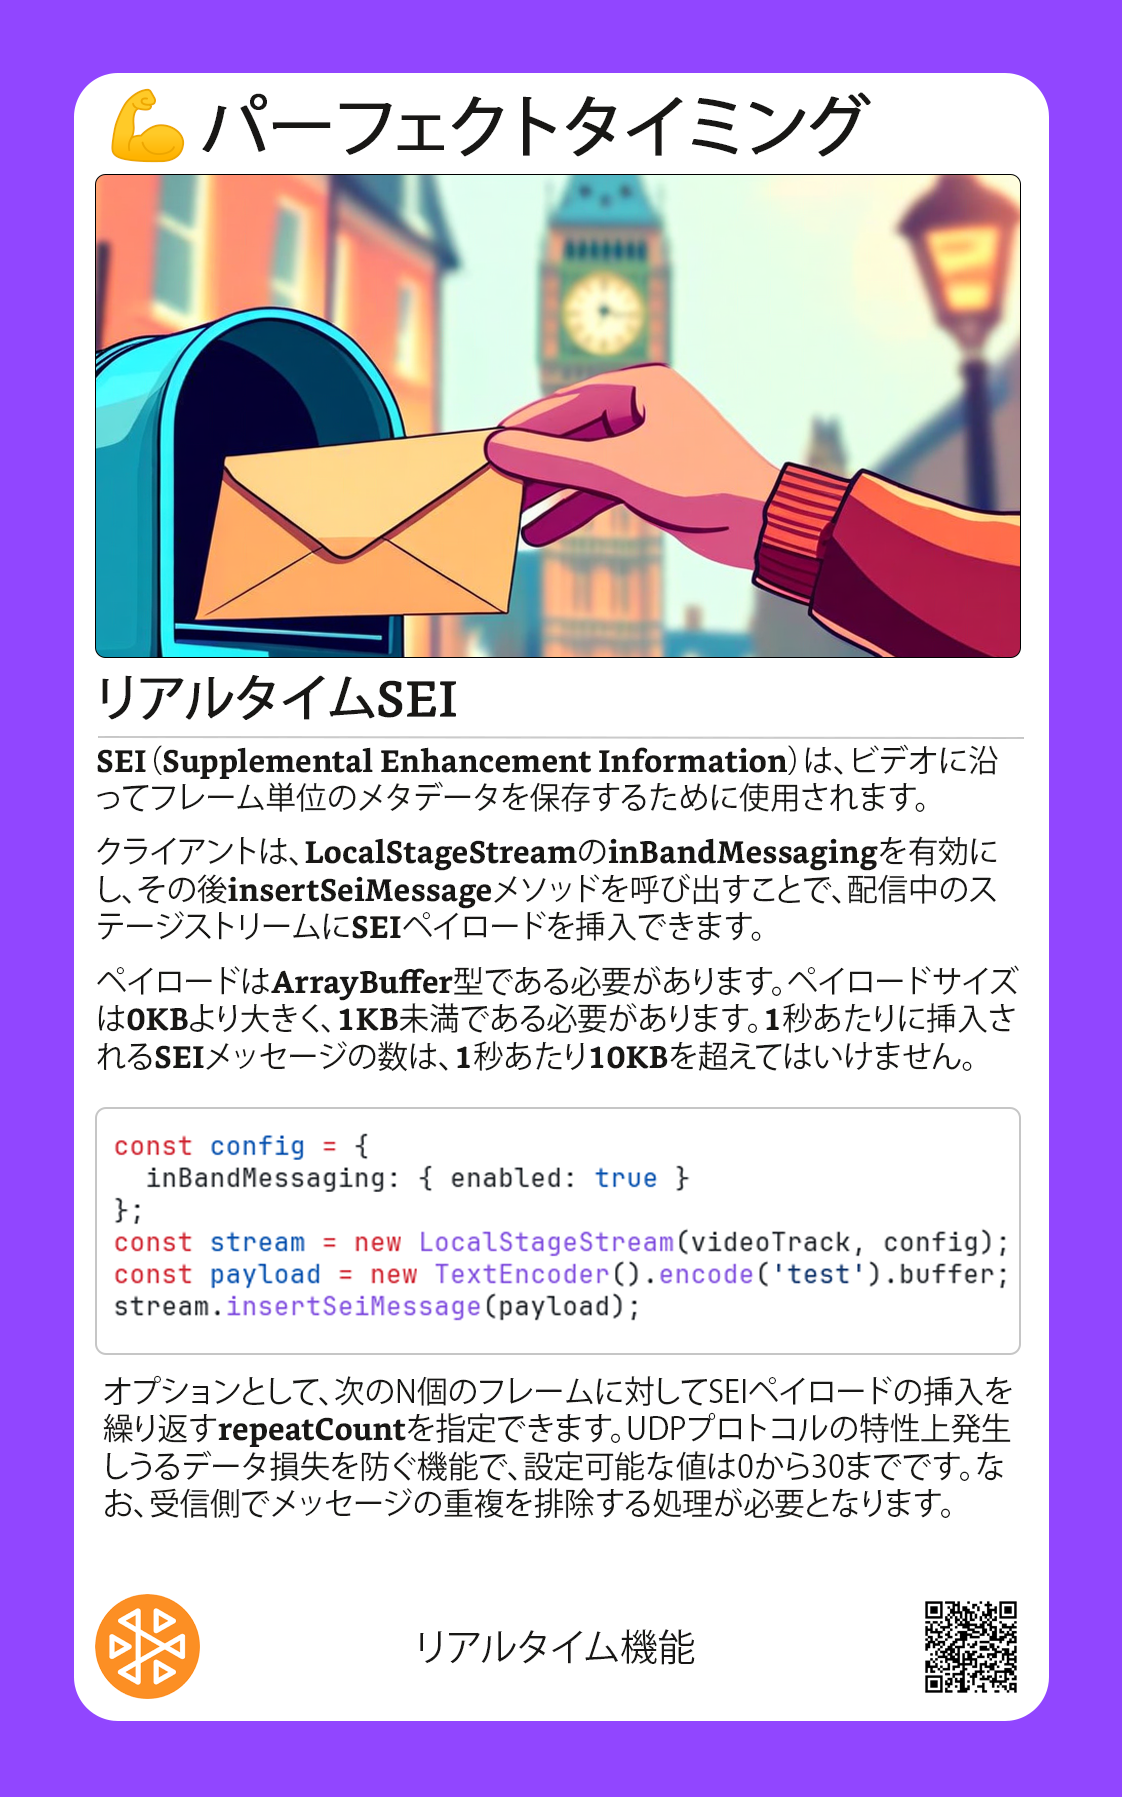 💪 パーフェクトタイミング
リアルタイムSEI
SEI（Supplemental Enhancement Information）は、ビデオに沿
ってフレーム単位のメタデータを保存するために使用されます。
クライアントは、LocalStageStreamのinBandMessagingを有効に
し、その後insertSeiMessageメソッドを呼び出すことで、配信中のス
テージストリームにSEIペイロードを挿入できます。
ペイロードはArrayBuffer型である必要があります。ペイロードサイズ
は0KBより大きく、1KB未満である必要があります。1秒あたりに挿入さ
れるSEIメッセージの数は、1秒あたり10KBを超えてはいけません。
const config = {
  inBandMessaging: { enabled: true }
};
const stream = new LocalStageStream(videoTrack, config);
const payload = new TextEncoder().encode('test').buffer;
stream.insertSeiMessage(payload);
オプションとして、次のN個のフレームに対してSEIペイロードの挿入を
繰り返すrepeatCountを指定できます。UDPプロトコルの特性上発生
しうるデータ損失を防ぐ機能で、設定可能な値は0から30までです。な
お、受信側でメッセージの重複を排除する処理が必要となります。
リアルタイム機能